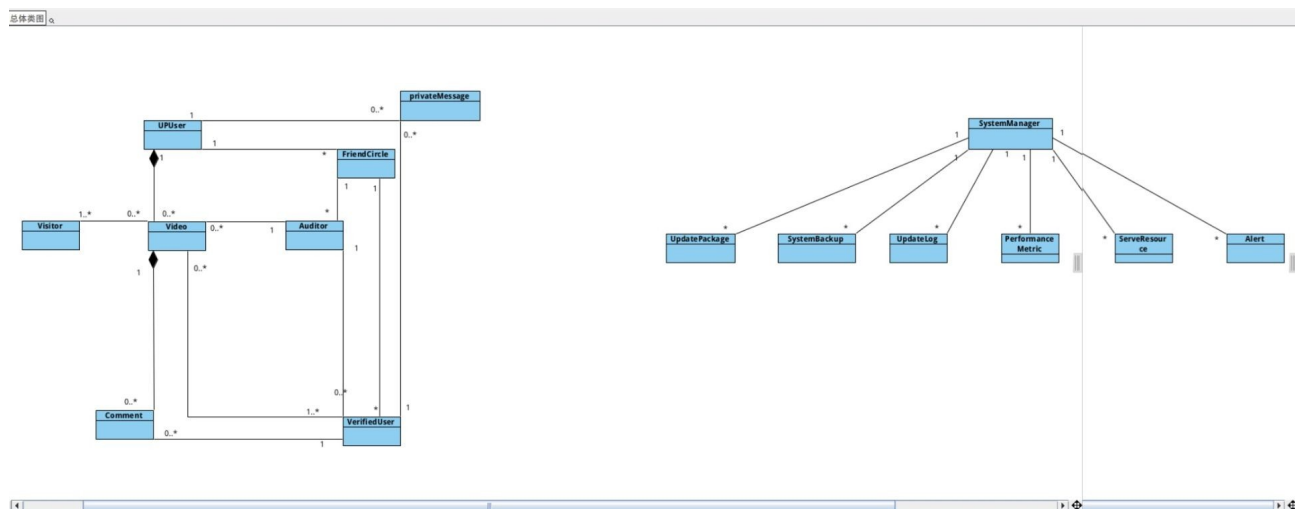 总体类图
privateMessage
0..*
1
UPUser
0..*
1
1
SystemManager
1
1
*
FriendCircle
1
1
1
1
1
1
*
1..*
0..*
0..*
Visitor
Video
0..*
1
Auditor
1
*
*
*
*
*
UpdatePackage
SystemBackup
UpdateLog
Performance
Metric
ServeResour
ce
Alert
1
0..*
0..*
0..*
1..*
*
1
Comment
VerifiedUser
0..*
1